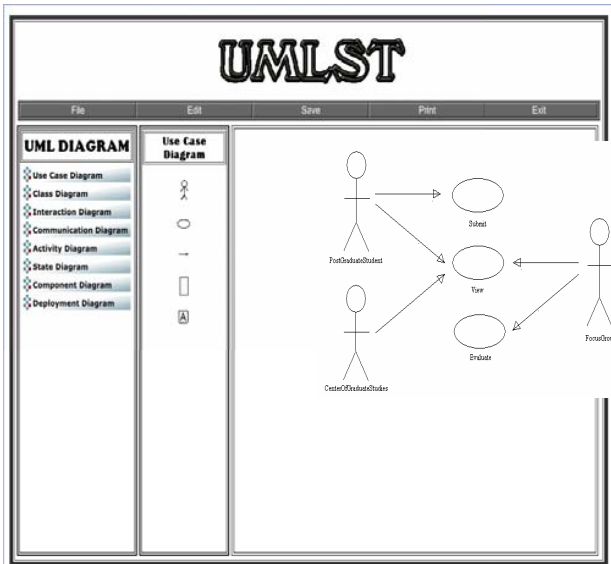 UMLST
File Edit Save Print Exit
UML DIAGRAM
Use Case Diagram
Class Diagram
Interaction Diagram
Communication Diagram
Activity Diagram
State Diagram
Component Diagram
Deployment Diagram
Use Case
Diagram
A
PostGraduateStudent
CenterOfGraduateStudies
Submit
View
Evaluate
FocusGrou